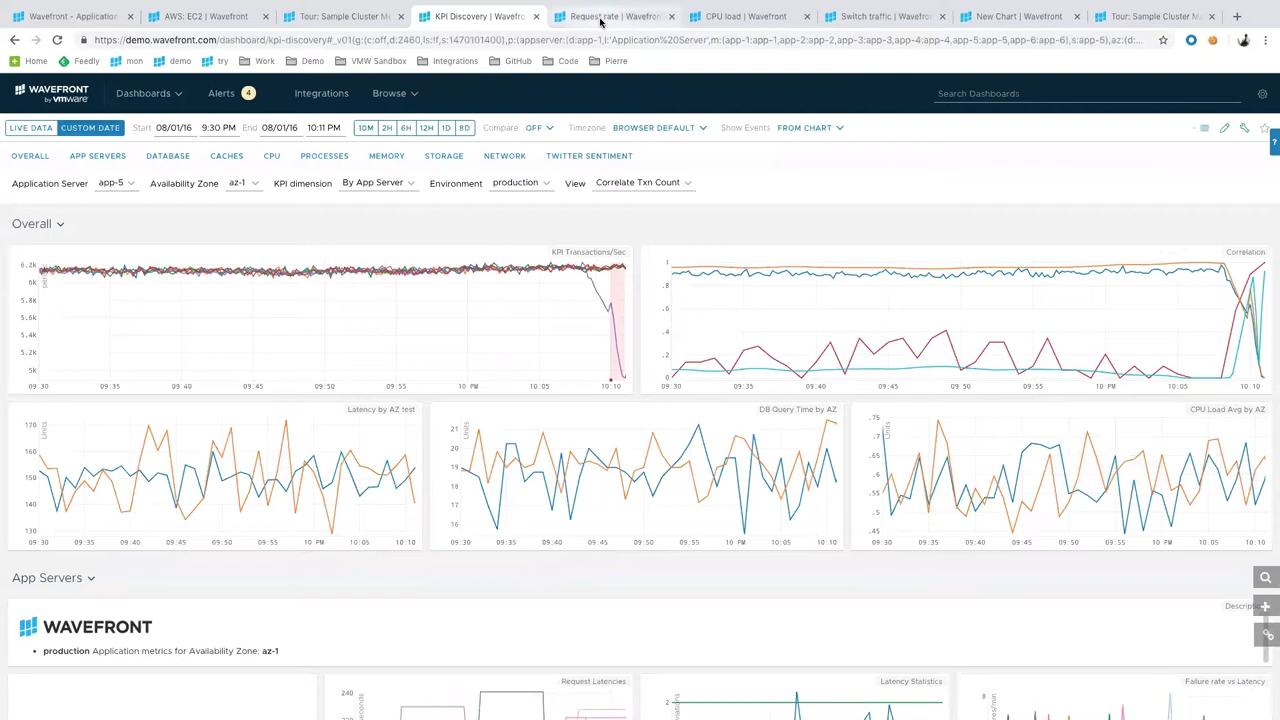 Wavefront - Application AWS: EC2 | Wavefront Tour: Sample Cluster Me KPI Discovery | Wavefro Request rate | Wavefront CPU load | Wavefront Switch traffic | Wavefro New Chart | Wavefront Tour: Sample Cluster Ma
https://demo.wavefront.com/dashboard/kpi-discovery#_v01(g:(c:off,d:2460,ls:!f,s:1470101400),p:(appserver:(d:app-1,l:'Application%20Server',m:(app-1:app-1,app-2:app-2,app-3:app-3,app-4:app-4,app-5:app-5,app-6:app-6),s:app-5),az:(d:...
Home Feedly mon demo try Work Demo VMW Sandbox Integrations GitHub Code Pierre
WAVEFRONT by vmware Dashboards Alerts 4 Integrations Browse Search Dashboards
LIVE DATA CUSTOM DATE Start 08/01/16 9:30 PM End 08/01/16 10:11 PM 10M 2H 6H 12H 1D 8D Compare OFF Timezone BROWSER DEFAULT Show Events FROM CHART
?
OVERALL APP SERVERS DATABASE CACHES CPU PROCESSES MEMORY STORAGE NETWORK TWITTER SENTIMENT
Application Server app-5 Availability Zone az-1 KPI dimension By App Server Environment production View Correlate Txn Count
Overall
KPI Transactions/Sec
6.2k
6k
5.8k
5.6k
5.4k
5.2k
5k
09:30 09:35 09:40 09:45 09:50 09:55 10 PM 10:05 10:10
Correlation
1
.8
.6
.4
.2
0
09:30 09:35 09:40 09:45 09:50 09:55 10 PM 10:05 10:10
Latency by AZ test
Units
170
160
150
140
130
09:30 09:35 09:40 09:45 09:50 09:55 10 PM 10:05 10:10
DB Query Time by AZ
Units
21
20
19
18
17
16
09:30 09:35 09:40 09:45 09:50 09:55 10 PM 10:05 10:10
CPU Load Avg by AZ
Units
.75
.7
.65
.6
.55
.5
.45
09:30 09:35 09:40 09:45 09:50 09:55 10 PM 10:05 10:10
App Servers
WAVEFRONT
production Application metrics for Availability Zone: az-1
Request Latencies
240
Latency Statistics
2
Failure rate vs Latency
8